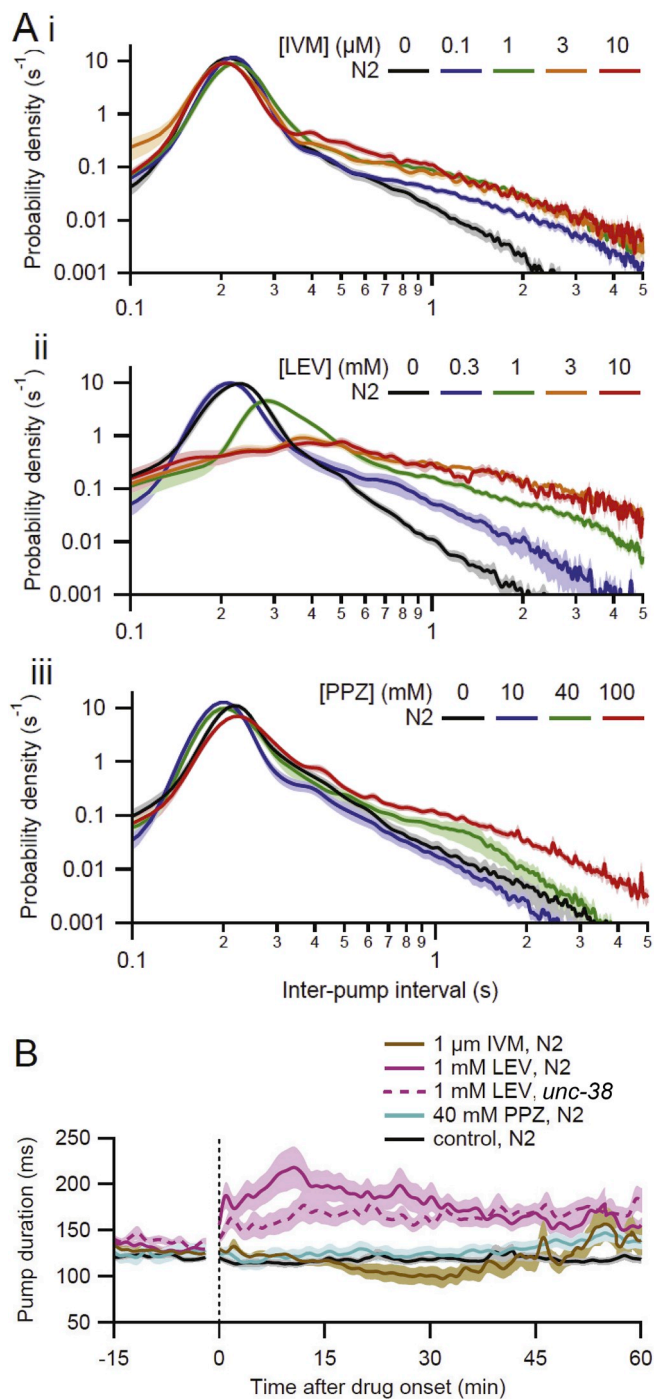 A i
[IVM] (µM) 0 0.1 1 3 10
N2
Probability density (s⁻¹)
10
1
0.1
0.01
0.001
0.1 2 3 4 5 6 7 8 9 1 2 3 4 5
ii
[LEV] (mM) 0 0.3 1 3 10
N2
Probability density (s⁻¹)
10
1
0.1
0.01
0.001
0.1 2 3 4 5 6 7 8 9 1 2 3 4 5
iii
[PPZ] (mM) 0 10 40 100
N2
Probability density (s⁻¹)
10
1
0.1
0.01
0.001
0.1 2 3 4 5 6 7 8 9 1 2 3 4 5
Inter-pump interval (s)
B
1 µm IVM, N2
1 mM LEV, N2
1 mM LEV, unc-38
40 mM PPZ, N2
control, N2
Pump duration (ms)
250
200
150
100
50
-15 0 15 30 45 60
Time after drug onset (min)